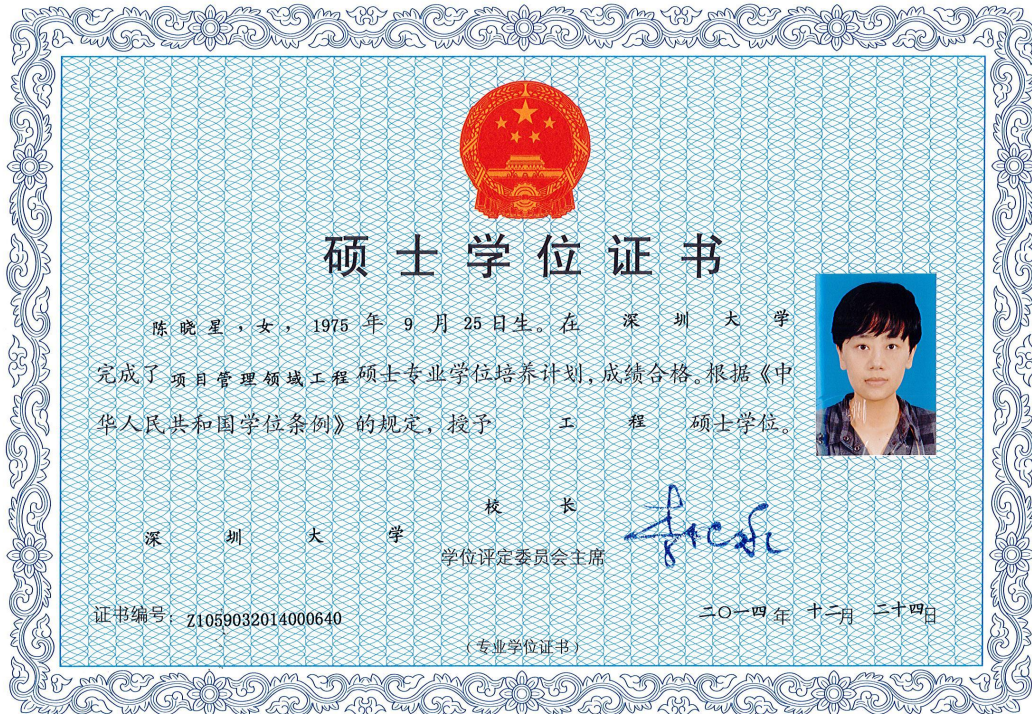 硕士学位证书
陈晓星，女，1975 年 9 月 25 日生。在 深圳大学
完成了 项目管理领域工程 硕士专业学位培养计划，成绩合格。根据《中
华人民共和国学位条例》的规定，授予 工程 硕士学位。
校长
深圳大学
学位评定委员会主席
证书编号：Z1059032014000640
二〇一四年 十二月 二十四日
（专业学位证书）